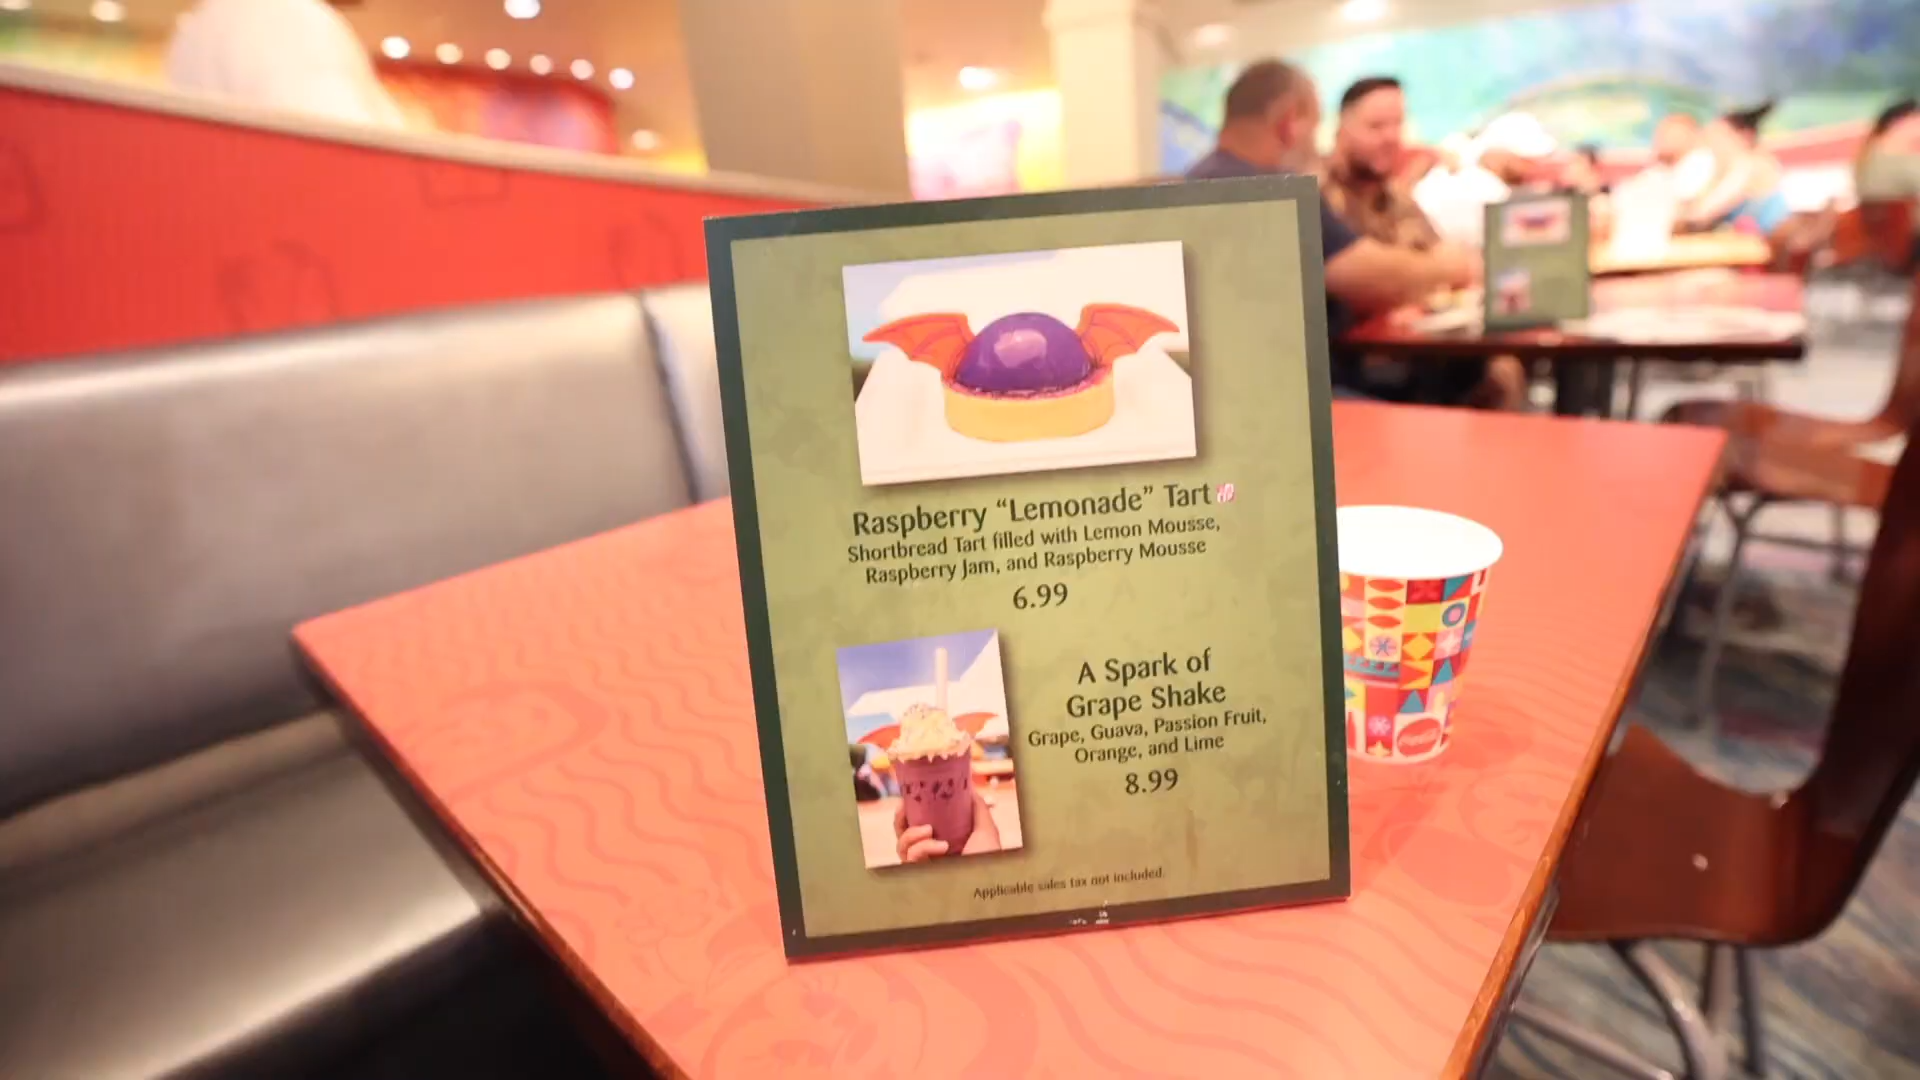 Raspberry “Lemonade” Tart
Shortbread Tart filled with Lemon Mousse,
Raspberry Jam, and Raspberry Mousse
6.99
A Spark of
Grape Shake
Grape, Guava, Passion Fruit,
Orange, and Lime
8.99
Applicable sales tax not included.